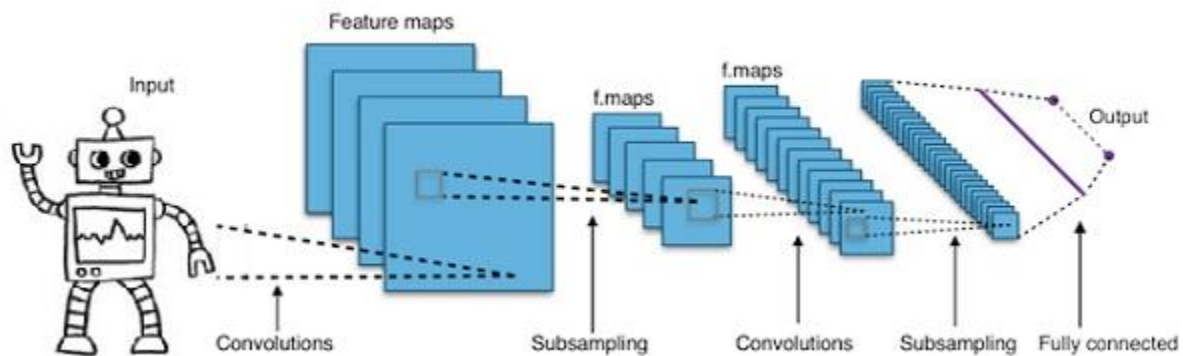 Feature maps
Input
f.maps
f.maps
Output
Convolutions
Subsampling
Convolutions
Subsampling
Fully connected